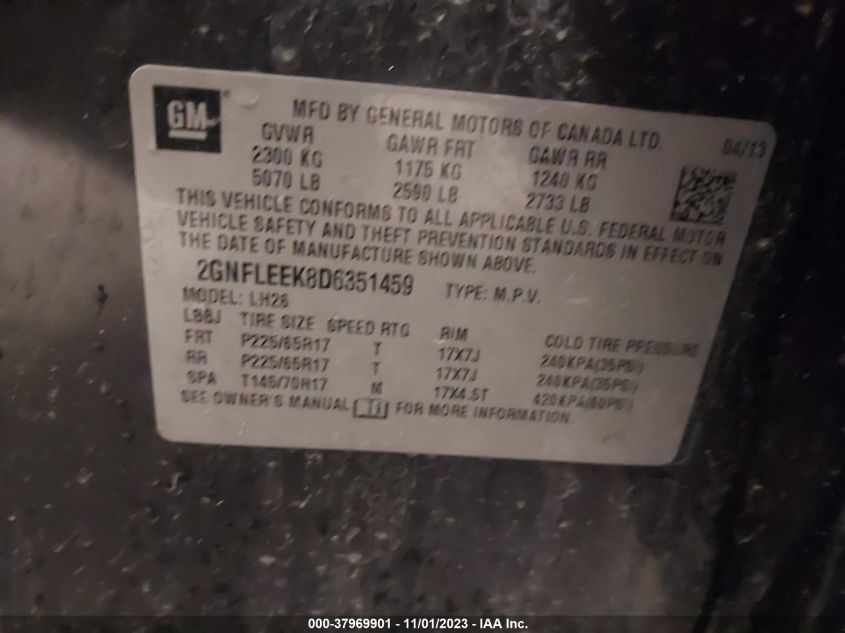 GM ® MFD BY GENERAL MOTORS OF CANADA LTD. 04/13
GVWR GAWR FRT GAWR RR
2300 KG 1175 KG 1240 KG
5070 LB 2590 LB 2733 LB
THIS VEHICLE CONFORMS TO ALL APPLICABLE U.S. FEDERAL MOTOR
VEHICLE SAFETY AND THEFT PREVENTION STANDARDS IN EFFECT ON
THE DATE OF MANUFACTURE SHOWN ABOVE.
2GNFLEEK8D6351459 TYPE: M.P.V.
MODEL: LH26
LBBJ TIRE SIZE SPEED RTG RIM COLD TIRE PRESSURE
FRT P225/65R17 T 17X7J 240KPA(35PSI)
RR P225/65R17 T 17X7J 240KPA(35PSI)
SPA T145/70R17 M 17X4.5T 420KPA(60PSI)
SEE OWNER'S MANUAL FOR MORE INFORMATION.
000-37969901 - 11/01/2023 - IAA Inc.